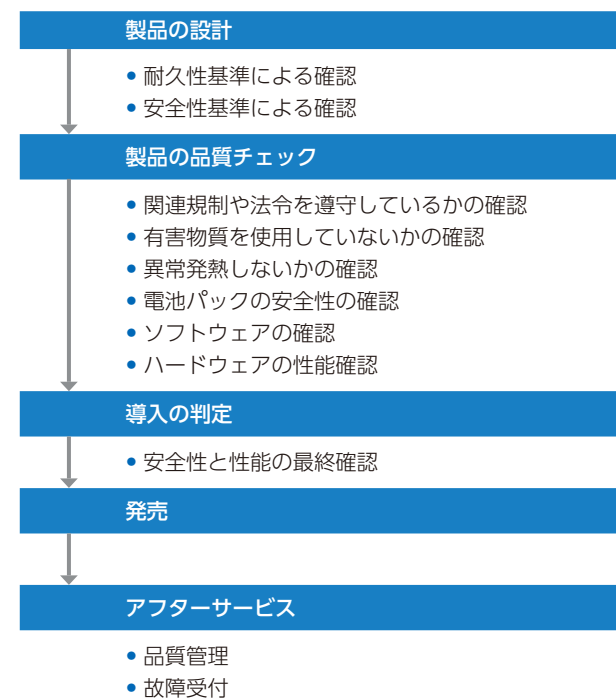 製品の設計
• 耐久性基準による確認
• 安全性基準による確認
製品の品質チェック
• 関連規制や法令を遵守しているかの確認
• 有害物質を使用していないかの確認
• 異常発熱しないかの確認
• 電池パックの安全性の確認
• ソフトウェアの確認
• ハードウェアの性能確認
導入の判定
• 安全性と性能の最終確認
発売
アフターサービス
• 品質管理
• 故障受付